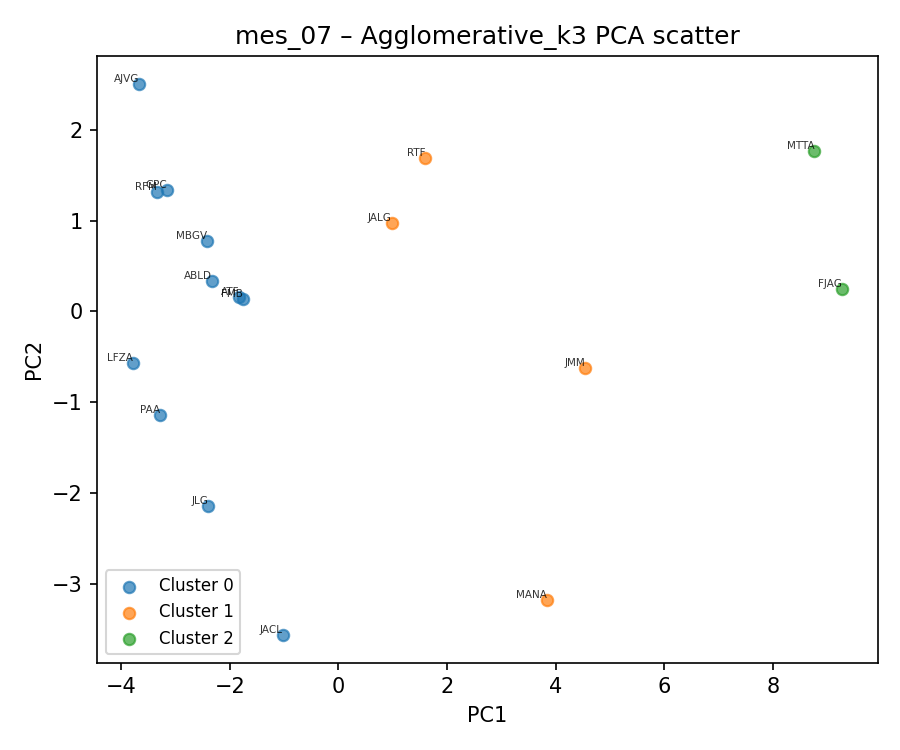 mes_07 – Agglomerative_k3 PCA scatter
AJVG
RTF
MTTA
JALG
MBGV
ABLD
FJAG
LFZA
JMM
PAA
JLG
MANA
JACL
PC2
2
1
0
−1
−2
−3
Cluster 0
Cluster 1
Cluster 2
−4
−2
0
2
4
6
8
PC1